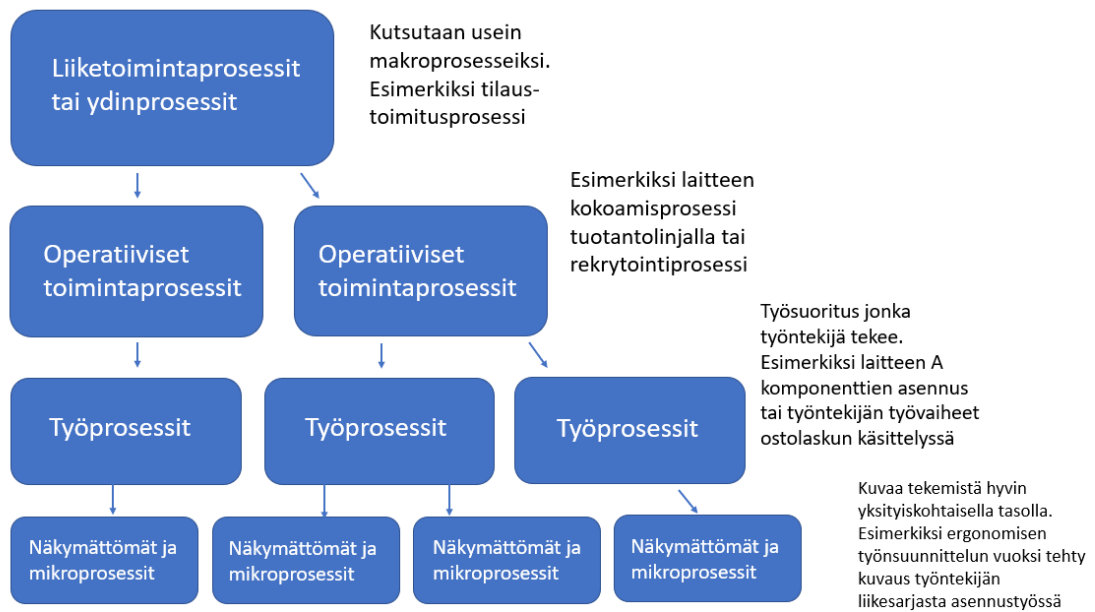 Liiketoimintaprosessit
tai ydinprosessit
Kutsutaan usein
makroprosesseiksi.
Esimerkiksi tilaus-
toimitusprosessi
Operatiiviset
toimintaprosessit
Operatiiviset
toimintaprosessit
Esimerkiksi laitteen
kokoamisprosessi
tuotantolinjalla tai
rekrytointiprosessi
Työprosessit
Työprosessit
Työprosessit
Työsuoritus jonka
työntekijä tekee.
Esimerkiksi laitteen A
komponenttien asennus
tai työntekijän työvaiheet
ostolaskun käsittelyssä
Näkymättömät ja
mikroprosessit
Näkymättömät ja
mikroprosessit
Näkymättömät ja
mikroprosessit
Näkymättömät ja
mikroprosessit
Kuvaa tekemistä hyvin
yksityiskohtaisella tasolla.
Esimerkiksi ergonomisen
työnsuunnittelun vuoksi tehty
kuvaus työntekijän
liikesarjasta asennustyössä